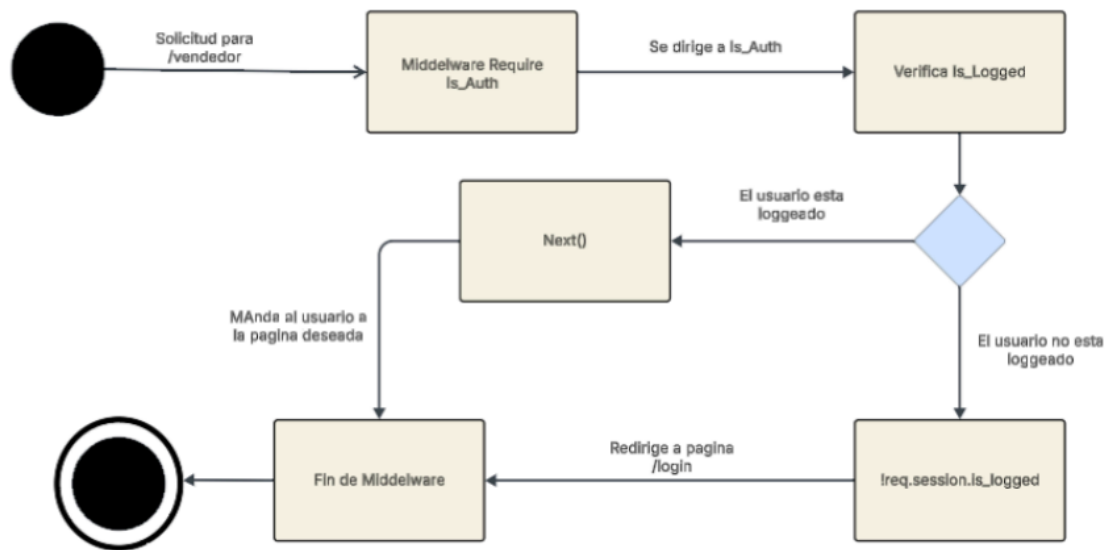 Solicitud para
/vendedor
Middelware Require
Is_Auth
Se dirige a Is_Auth
Verifica Is_Logged
El usuario esta
loggeado
Next()
MAnda al usuario a
la pagina deseada
El usuario no esta
loggeado
Redirige a pagina
/login
Fin de Middelware
!req.session.is_logged